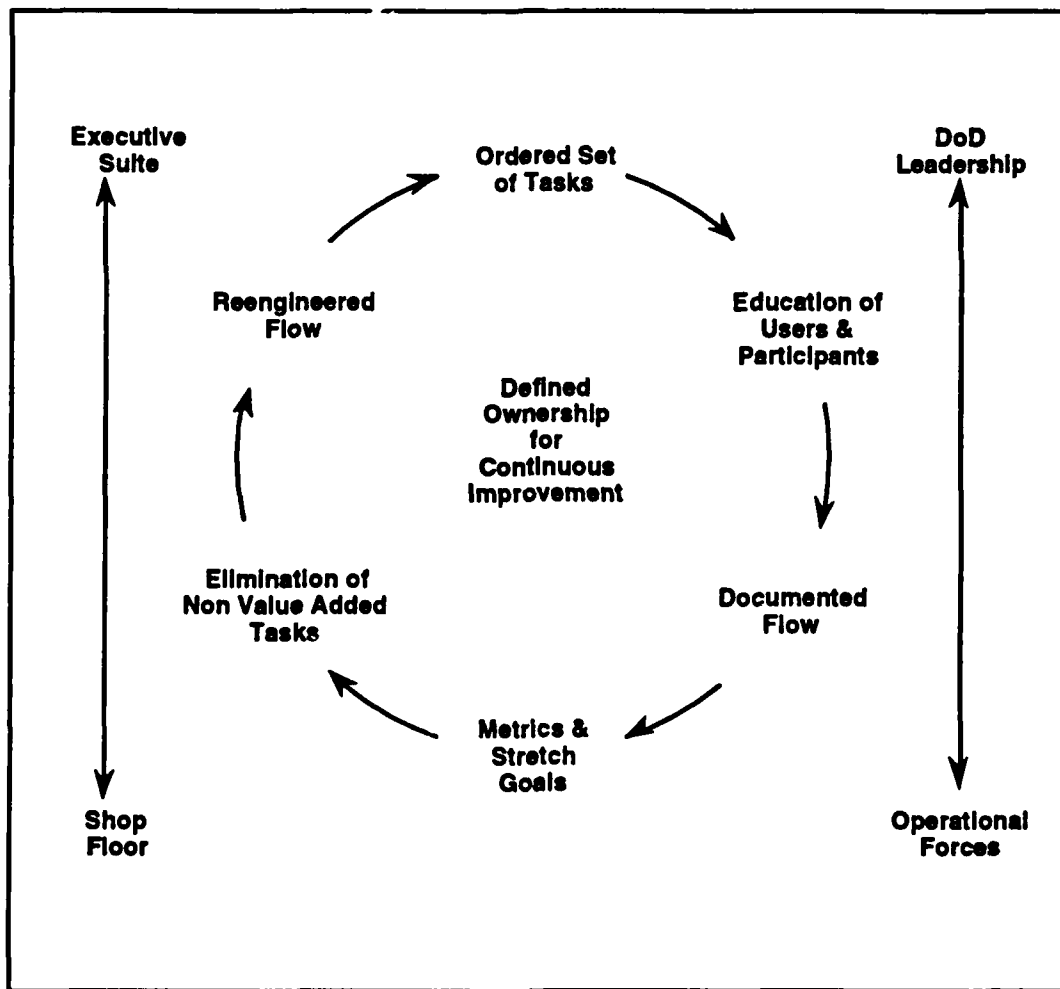 Executive
Suite
Ordered Set
of Tasks
DoD
Leadership
Reengineered
Flow
Education of
Users &
Participants
Defined
Ownership
for
Continuous
Improvement
Elimination of
Non Value Added
Tasks
Documented
Flow
Metrics &
Stretch
Goals
Shop
Floor
Operational
Forces